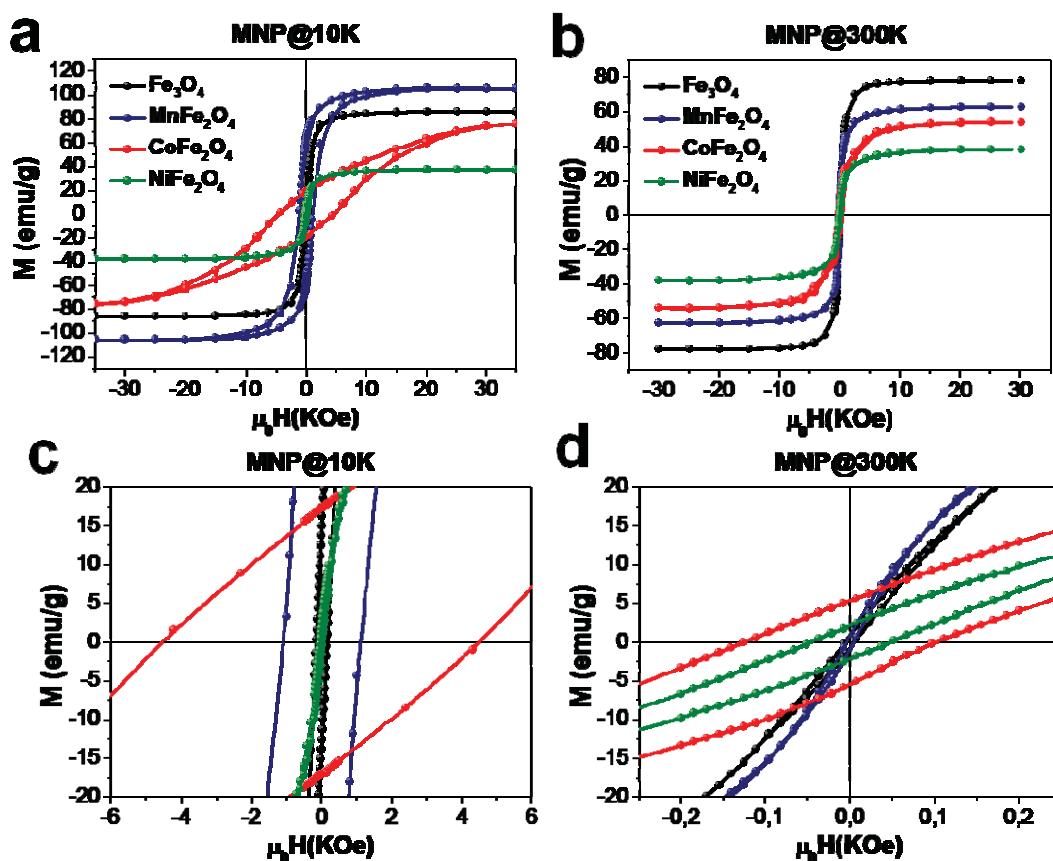 a
MNP@10K
120
100
80
60
40
20
0
-20
-40
-60
-80
-100
-120
M (emu/g)
Fe₃O₄
MnFe₂O₄
CoFe₂O₄
NiFe₂O₄
-30 -20 -10 0 10 20 30
μ₀H(KOe)
b
MNP@300K
80
60
40
20
0
-20
-40
-60
-80
M (emu/g)
Fe₃O₄
MnFe₂O₄
CoFe₂O₄
NiFe₂O₄
-30 -20 -10 0 10 20 30
μ₀H(KOe)
c
MNP@10K
20
15
10
5
0
-5
-10
-15
-20
M (emu/g)
-6 -4 -2 0 2 4 6
μ₀H(KOe)
d
MNP@300K
20
15
10
5
0
-5
-10
-15
-20
M (emu/g)
-0,2 -0,1 0,0 0,1 0,2
μ₀H(KOe)